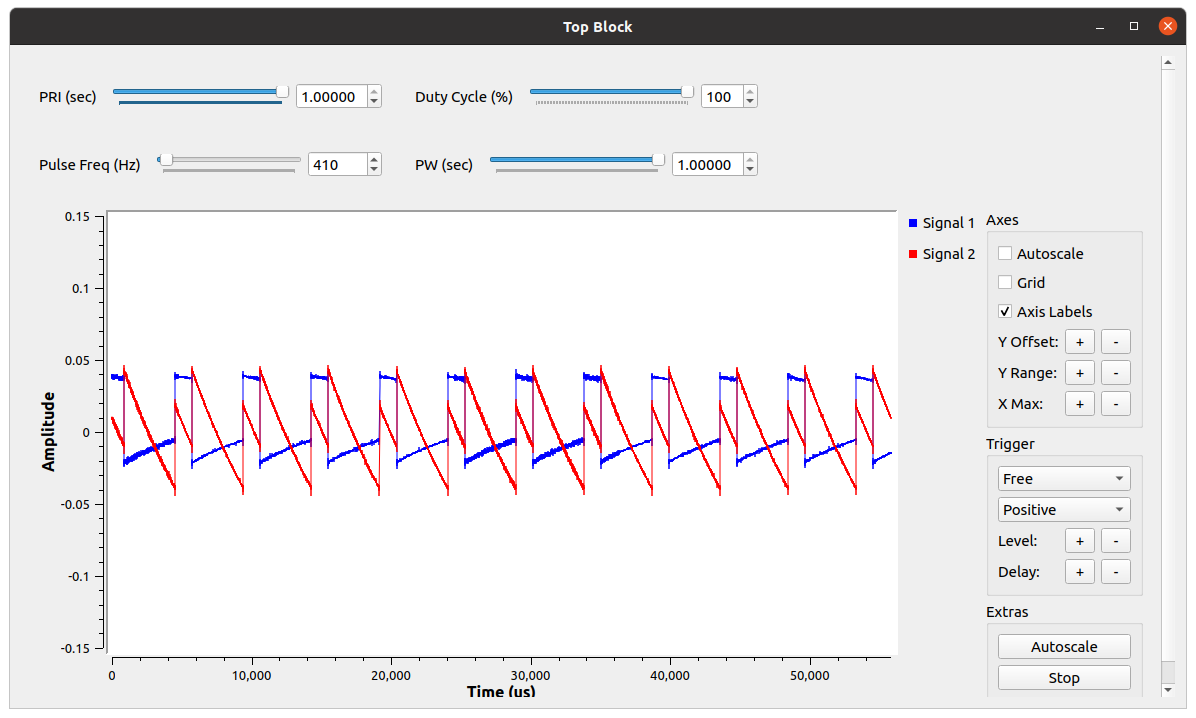 Top Block
PRI (sec) 1.00000 Duty Cycle (%) 100
Pulse Freq (Hz) 410 PW (sec) 1.00000
0.15
0.1
0.05
0
-0.05
-0.1
-0.15
Amplitude
0 10,000 20,000 30,000 40,000 50,000
Time (us)
Signal 1
Signal 2
Axes
Autoscale
Grid
Axis Labels
Y Offset: + -
Y Range: + -
X Max: + -
Trigger
Free
Positive
Level: + -
Delay: + -
Extras
Autoscale
Stop